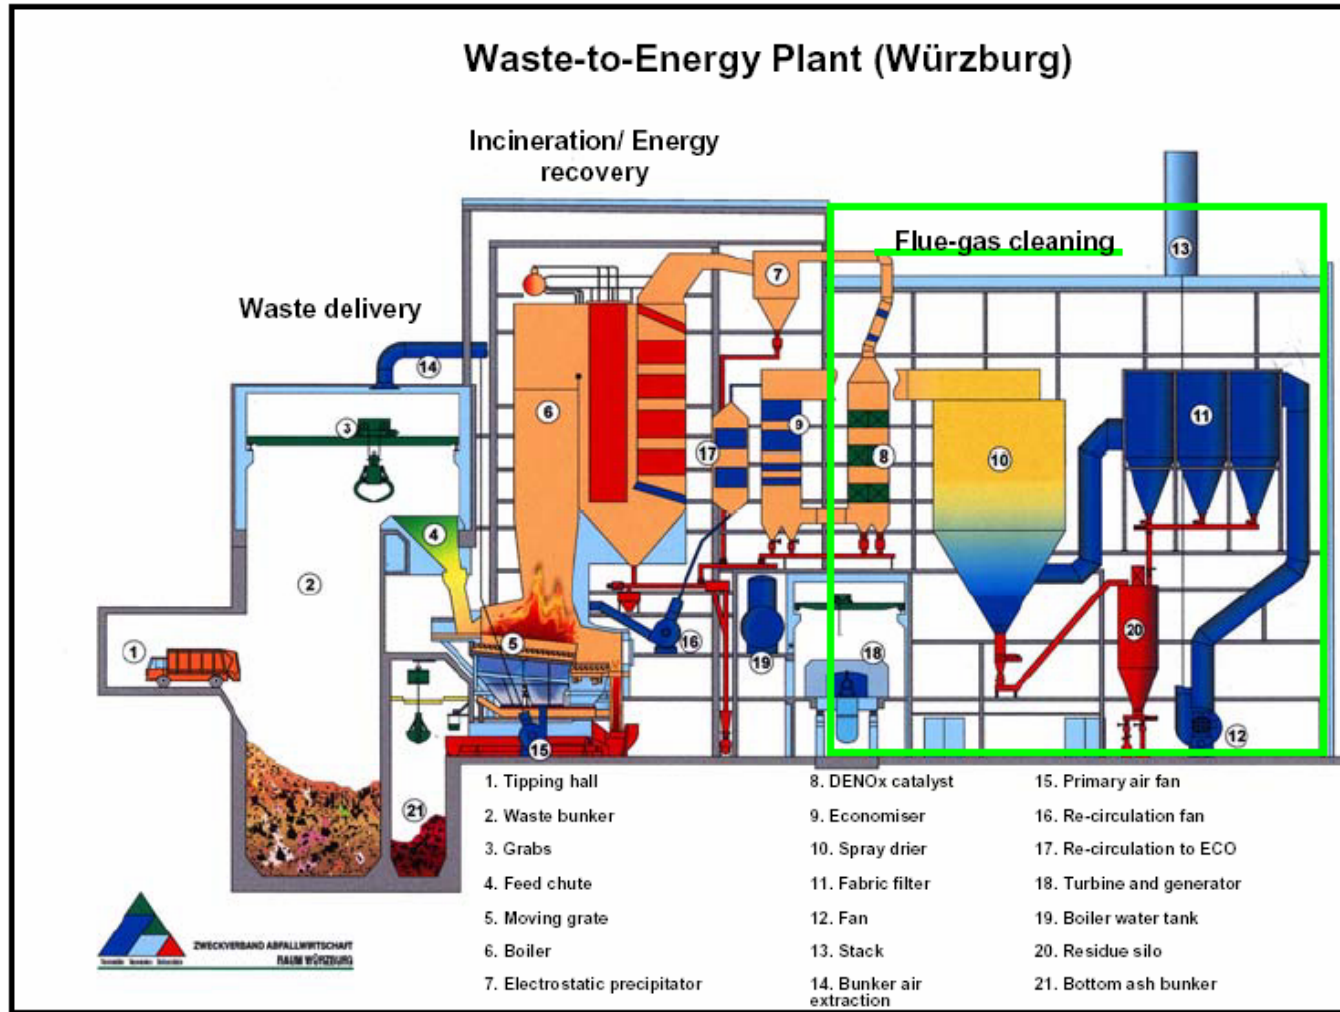 Waste-to-Energy Plant (Würzburg)
Incineration/ Energy
recovery
Flue-gas cleaning
Waste delivery
13
7
14
6
3
9
11
17
8
10
4
2
5
16
1
19
18
20
15
12
21
1. Tipping hall
2. Waste bunker
3. Grabs
4. Feed chute
5. Moving grate
6. Boiler
7. Electrostatic precipitator
8. DENOx catalyst
9. Economiser
10. Spray drier
11. Fabric filter
12. Fan
13. Stack
14. Bunker air
extraction
15. Primary air fan
16. Re-circulation fan
17. Re-circulation to ECO
18. Turbine and generator
19. Boiler water tank
20. Residue silo
21. Bottom ash bunker
ZWECKVERBAND ABFALLWIRTSCHAFT
RAUM WÜRZBURG